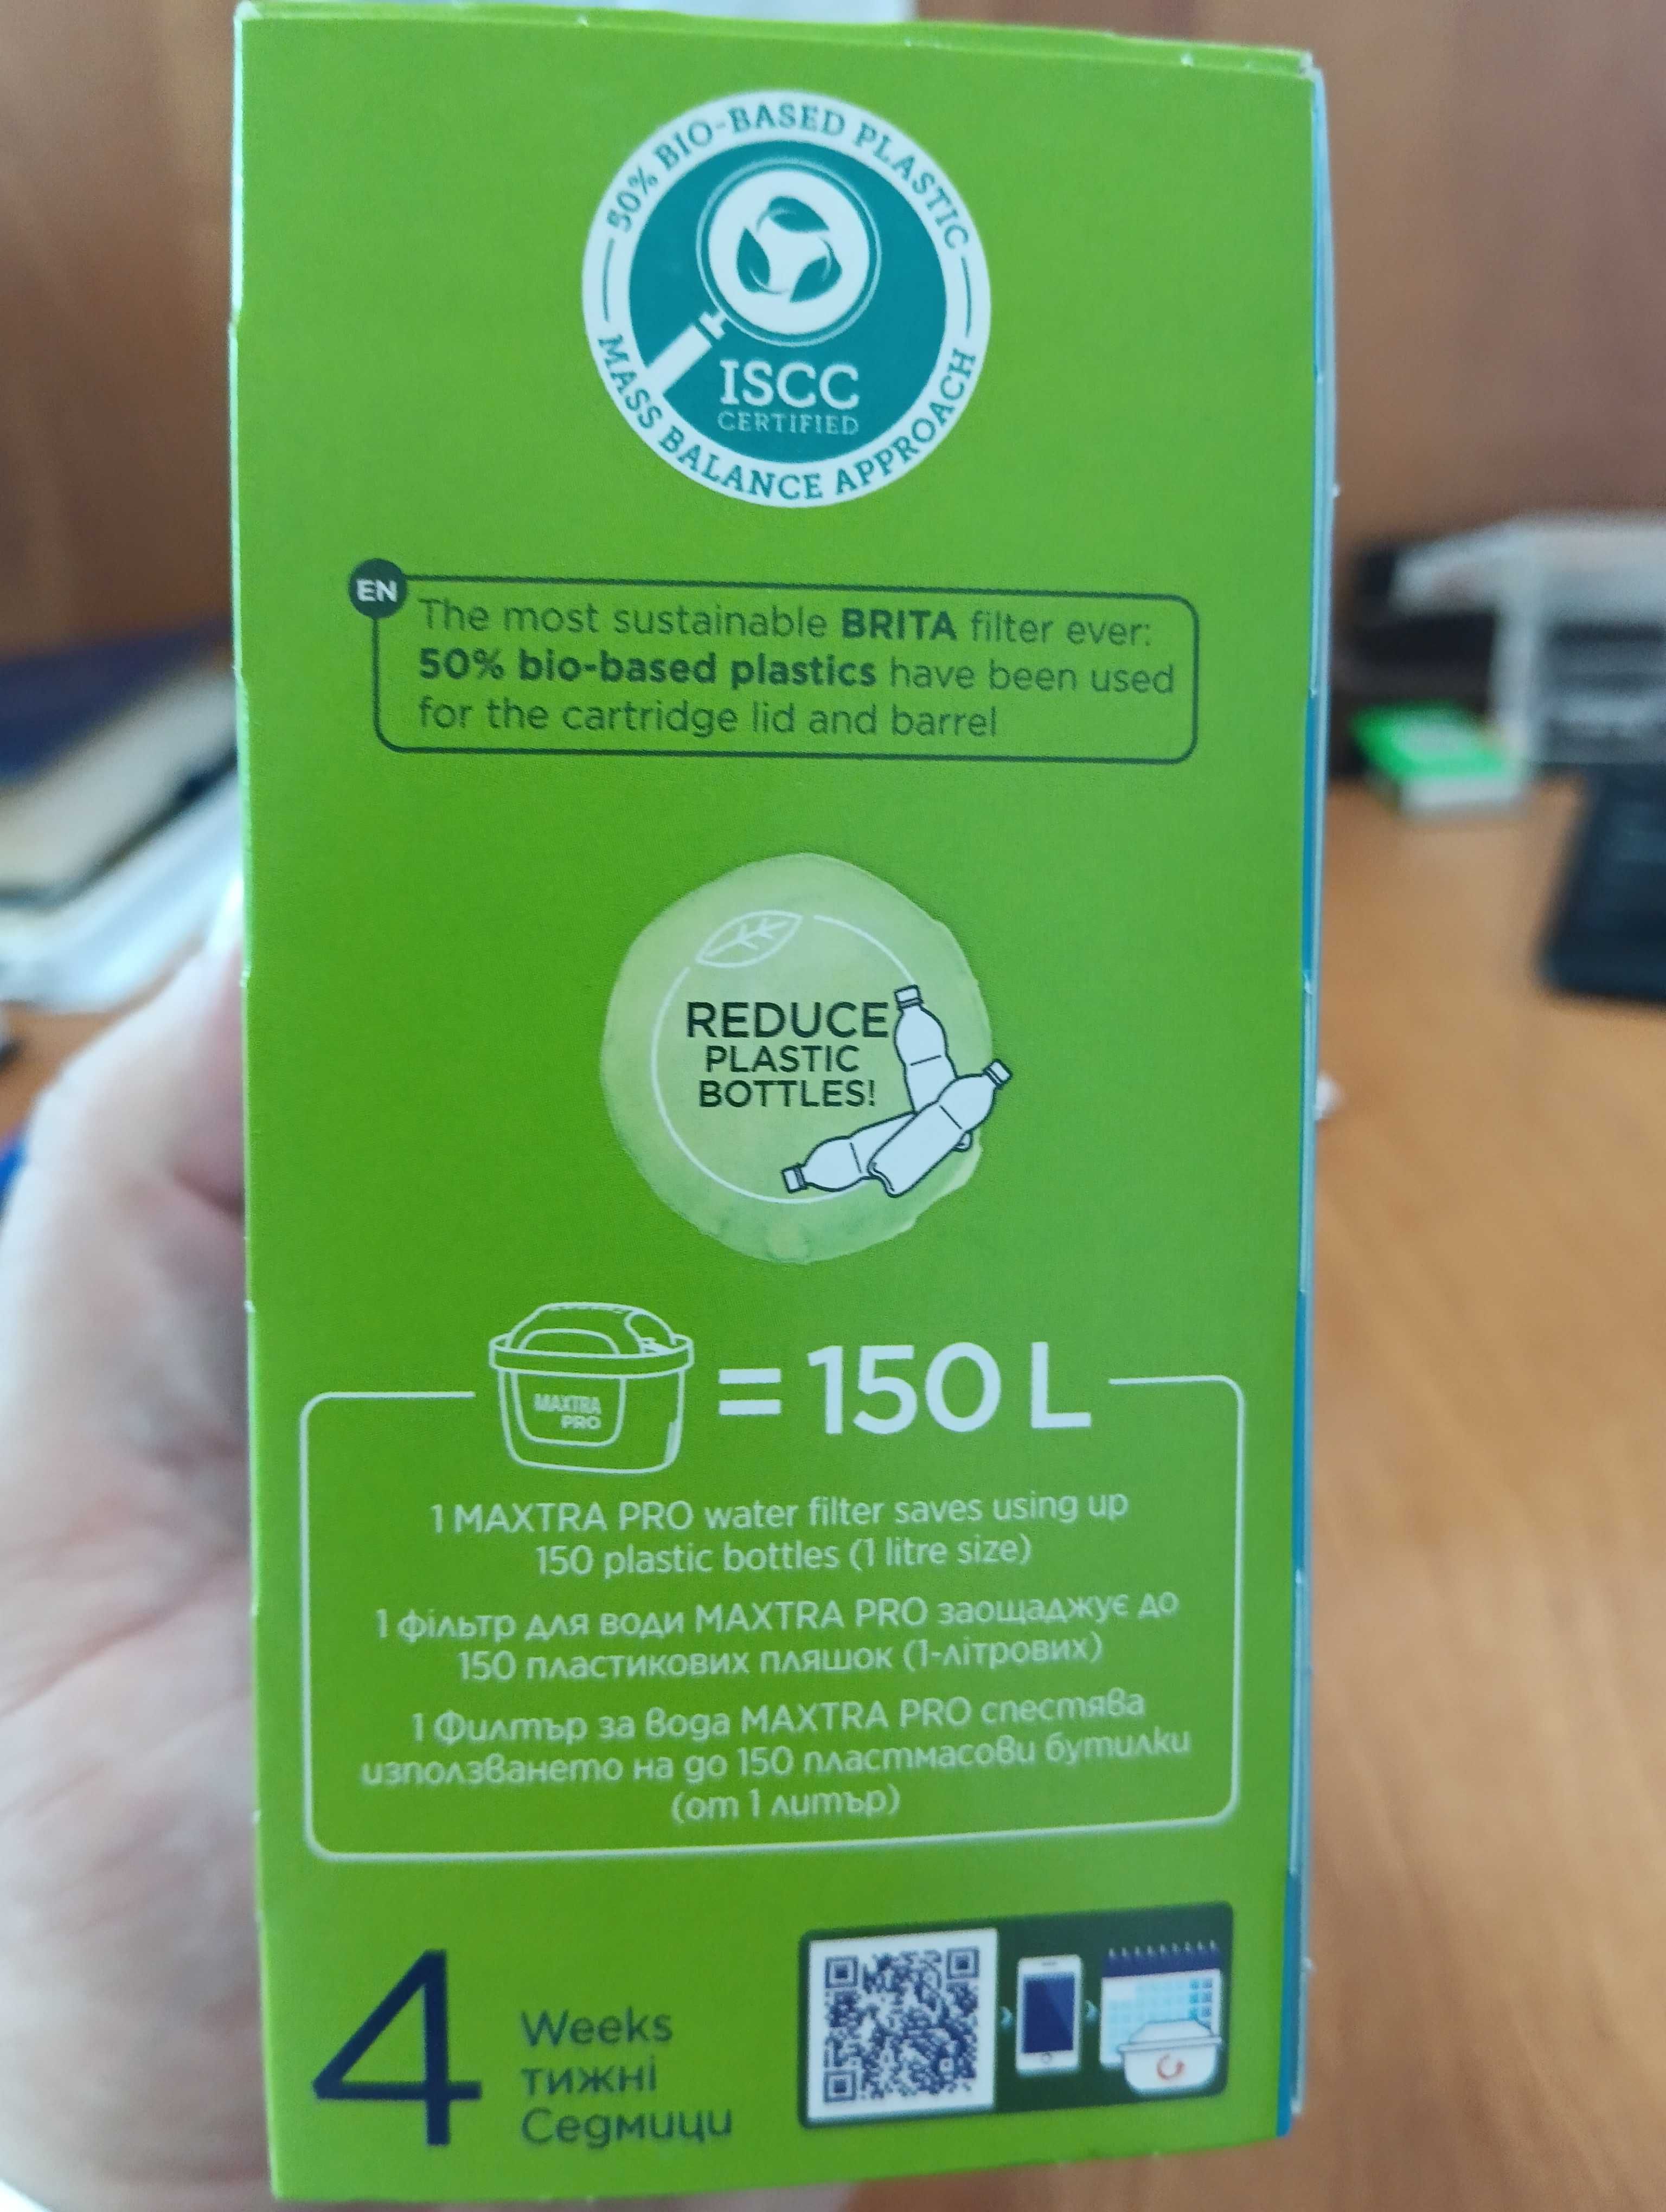 50% BIO-BASED PLASTIC
ISCC
CERTIFIED
MASS BALANCE APPROACH
EN
The most sustainable BRITA filter ever:
50% bio-based plastics have been used
for the cartridge lid and barrel
REDUCE
PLASTIC
BOTTLES!
MAXTRA
PRO
= 150 L
1 MAXTRA PRO water filter saves using up
150 plastic bottles (1 litre size)
1 фільтр для води MAXTRA PRO заощаджує до
150 пластикових пляшок (1-літрових)
1 Филтър за вода MAXTRA PRO спестява
използването на до 150 пластмасови бутилки
(от 1 литър)
4
Weeks
тижні
Седмици